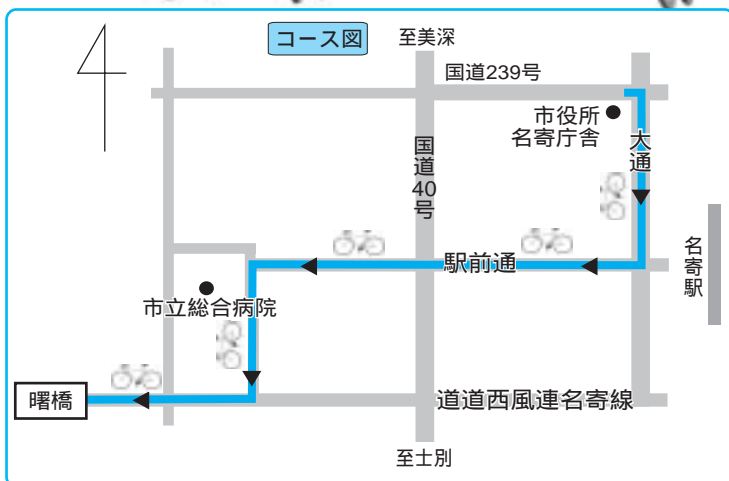 コース図
至美深
国道239号
市役所
名寄庁舎
大通
国道40号
名寄駅
駅前通
市立総合病院
曙橋
道道西風連名寄線
至士別